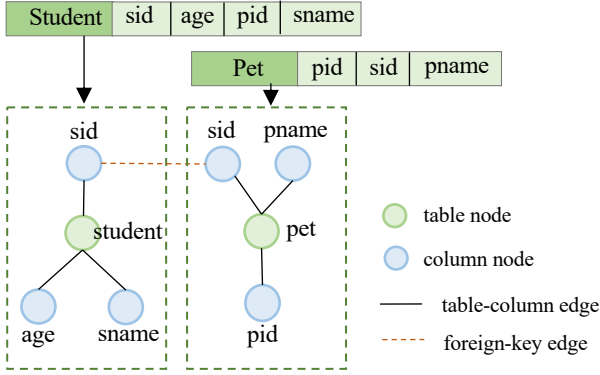 Student sid age pid sname
Pet pid sid pname
sid
sid pname
student
pet
age sname
pid
table node
column node
table-column edge
foreign-key edge